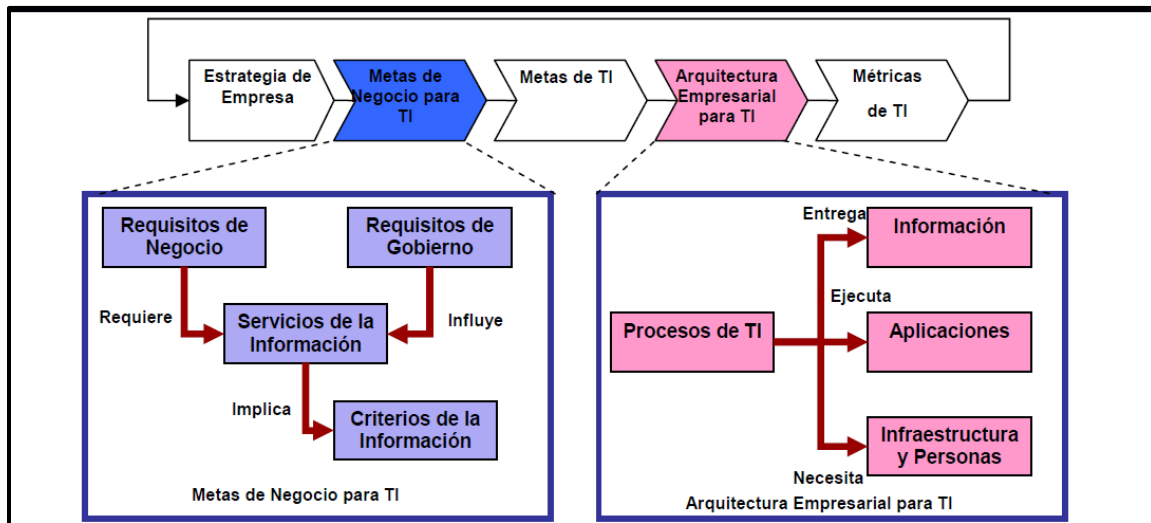 Estrategia de
Empresa
Metas de
Negocio para
TI
Metas de TI
Arquitectura
Empresarial
para TI
Métricas
de TI
Requisitos de
Negocio
Requisitos de
Gobierno
Requiere
Servicios de la
Información
Influye
Implica
Criterios de la
Información
Metas de Negocio para TI
Entrega
Información
Ejecuta
Procesos de TI
Aplicaciones
Infraestructura
y Personas
Necesita
Arquitectura Empresarial para TI